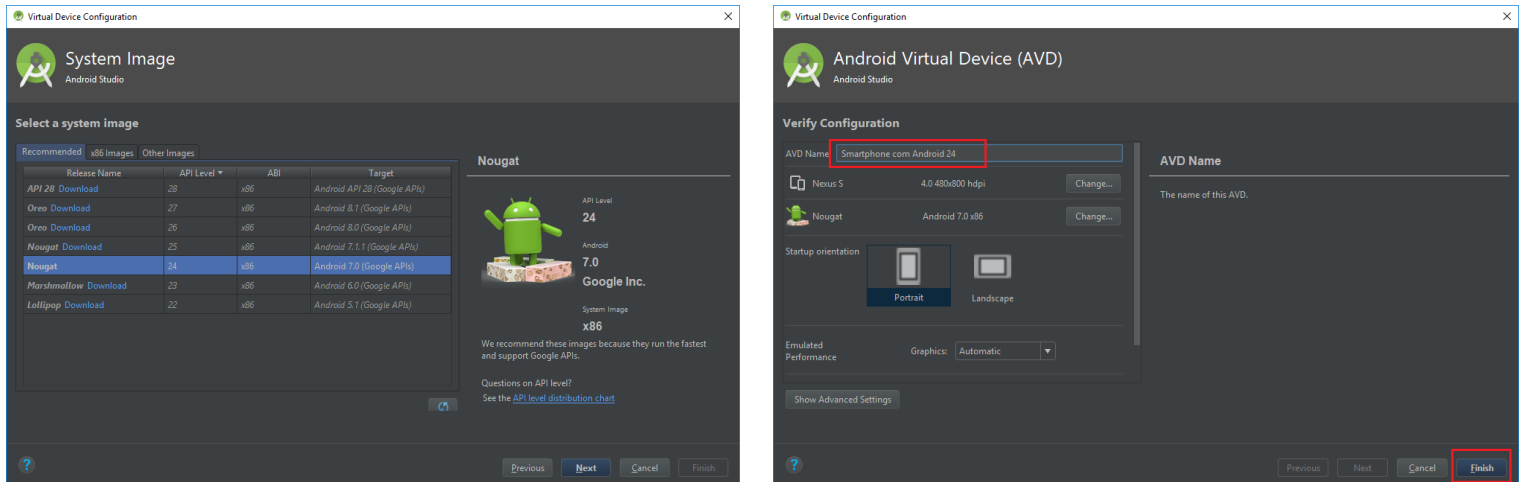 Virtual Device Configuration
System Image
Android Studio
Select a system image
Recommended x86 Images Other Images
Release Name API Level ABI Target
API 28 Download 28 x86 Android API 28 (Google APIs)
Oreo Download 27 x86 Android 8.1 (Google APIs)
Oreo Download 26 x86 Android 8.0 (Google APIs)
Nougat Download 25 x86 Android 7.1.1 (Google APIs)
Nougat 24 x86 Android 7.0 (Google APIs)
Marshmallow Download 23 x86 Android 6.0 (Google APIs)
Lollipop Download 22 x86 Android 5.1 (Google APIs)
Nougat
API Level
24
Android
7.0
Google Inc.
System Image
x86
We recommend these images because they run the fastest
and support Google APIs.
Questions on API level?
See the API level distribution chart
? Previous Next Cancel Finish
Virtual Device Configuration
Android Virtual Device (AVD)
Android Studio
Verify Configuration
AVD Name Smartphone com Android 24
Nexus S 4.0 480x800 hdpi Change...
Nougat Android 7.0 x86 Change...
Startup orientation
Portrait Landscape
Emulated
Performance
Graphics: Automatic
Show Advanced Settings
AVD Name
The name of this AVD.
? Previous Next Cancel Finish